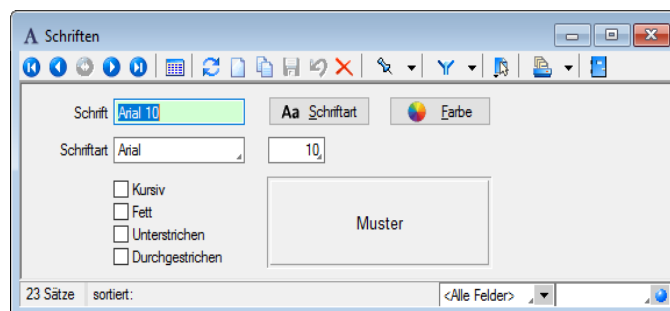 A Schriften
Schrift Arial 10 Aa Schriftart Farbe
Schriftart Arial 10
Kursiv
Fett
Unterstrichen
Durchgestrichen
Muster
23 Sätze sortiert: <Alle Felder>